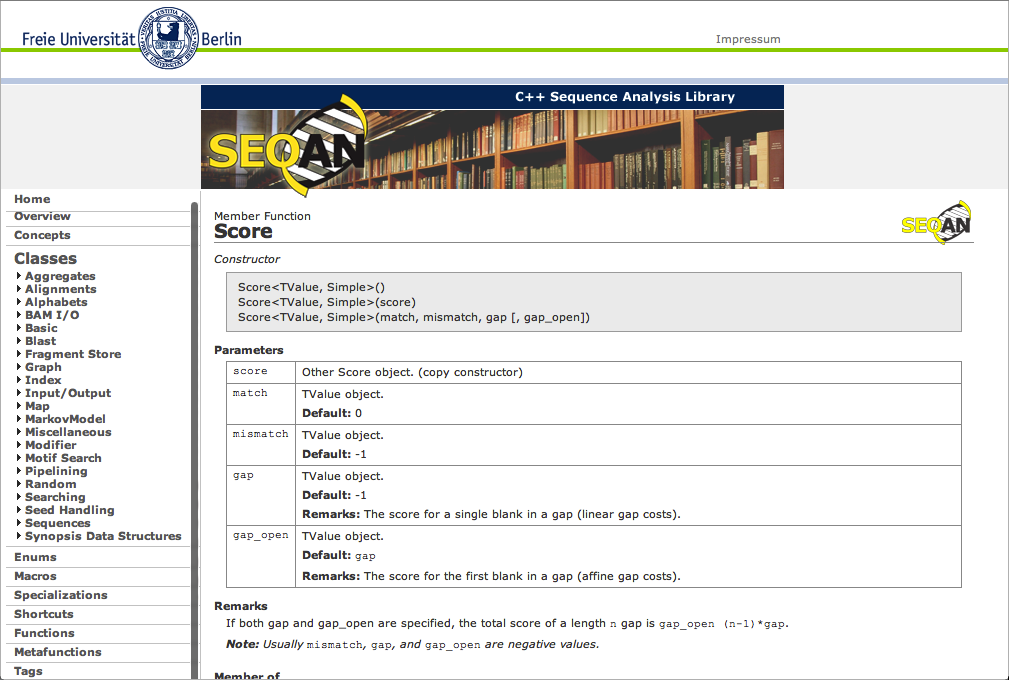 Freie Universität Berlin
Impressum
C++ Sequence Analysis Library
SEQAN
Home
Overview
Concepts
Classes
Aggregates
Alignments
Alphabets
BAM I/O
Basic
Blast
Fragment Store
Graph
Index
Input/Output
Map
MarkovModel
Miscellaneous
Modifier
Motif Search
Pipelining
Random
Searching
Seed Handling
Sequences
Synopsis Data Structures
Enums
Macros
Specializations
Shortcuts
Functions
Metafunctions
Tags
Member Function
Score
SEQAN
Constructor
Score<TValue, Simple>()
Score<TValue, Simple>(score)
Score<TValue, Simple>(match, mismatch, gap [, gap_open])
Parameters
score Other Score object. (copy constructor)
match TValue object.
Default: 0
mismatch TValue object.
Default: -1
gap TValue object.
Default: -1
Remarks: The score for a single blank in a gap (linear gap costs).
gap_open TValue object.
Default: gap
Remarks: The score for the first blank in a gap (affine gap costs).
Remarks
If both gap and gap_open are specified, the total score of a length n gap is gap_open (n-1)*gap.
Note: Usually mismatch, gap, and gap_open are negative values.
Member of